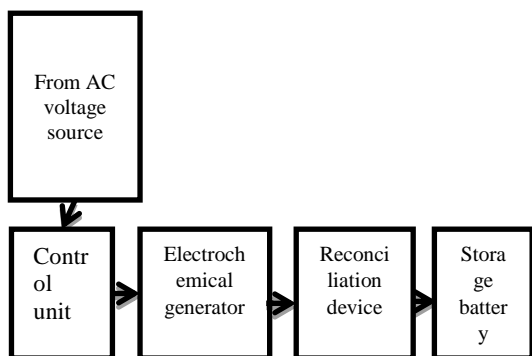 From AC
voltage
source
Contr
ol
unit
Electroch
emical
generator
Reconci
liation
device
Stora
ge
batter
y